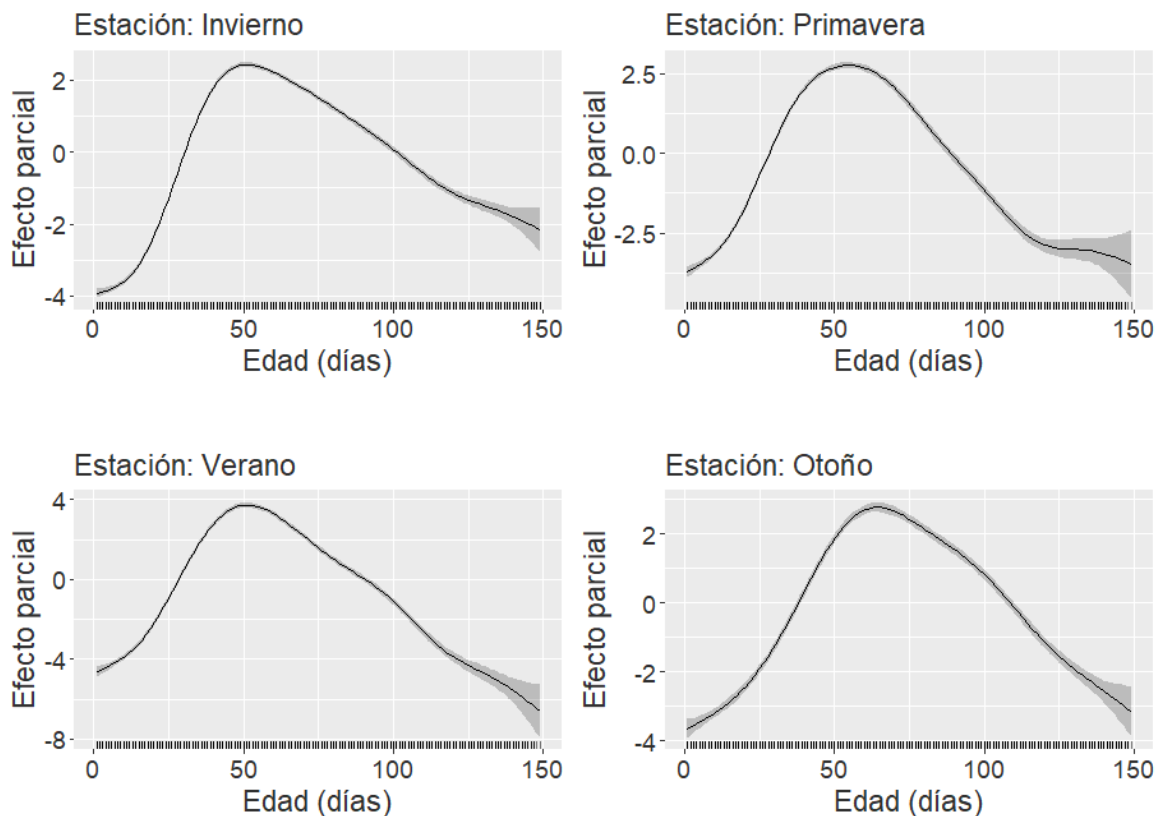 Estación: Invierno
Efecto parcial
2
0
-2
-4
0 50 100 150
Edad (días)
Estación: Primavera
Efecto parcial
2.5
0.0
-2.5
0 50 100 150
Edad (días)
Estación: Verano
Efecto parcial
4
0
-4
-8
0 50 100 150
Edad (días)
Estación: Otoño
Efecto parcial
2
0
-2
-4
0 50 100 150
Edad (días)